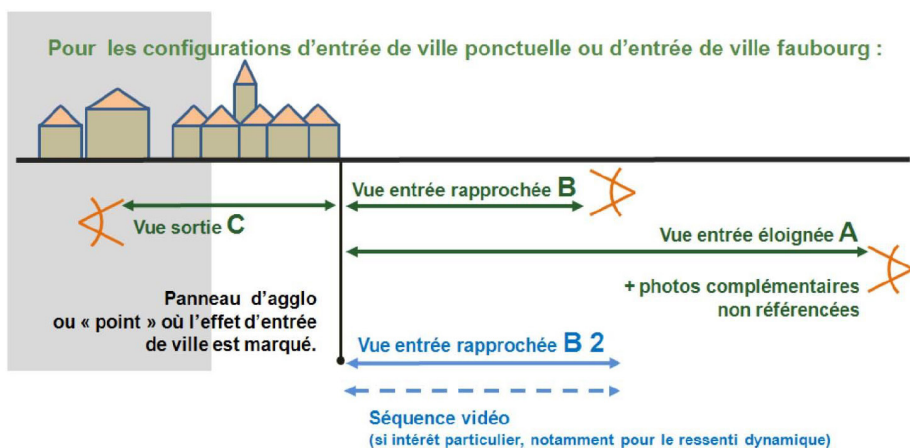 Pour les configurations d'entrée de ville ponctuelle ou d'entrée de ville faubourg :
Vue entrée rapprochée B
Vue sortie C
Vue entrée éloignée A
Panneau d'agglo
ou « point » où l'effet d'entrée
de ville est marqué.
+ photos complémentaires
non référencées
Vue entrée rapprochée B 2
Séquence vidéo
(si intérêt particulier, notamment pour le ressenti dynamique)